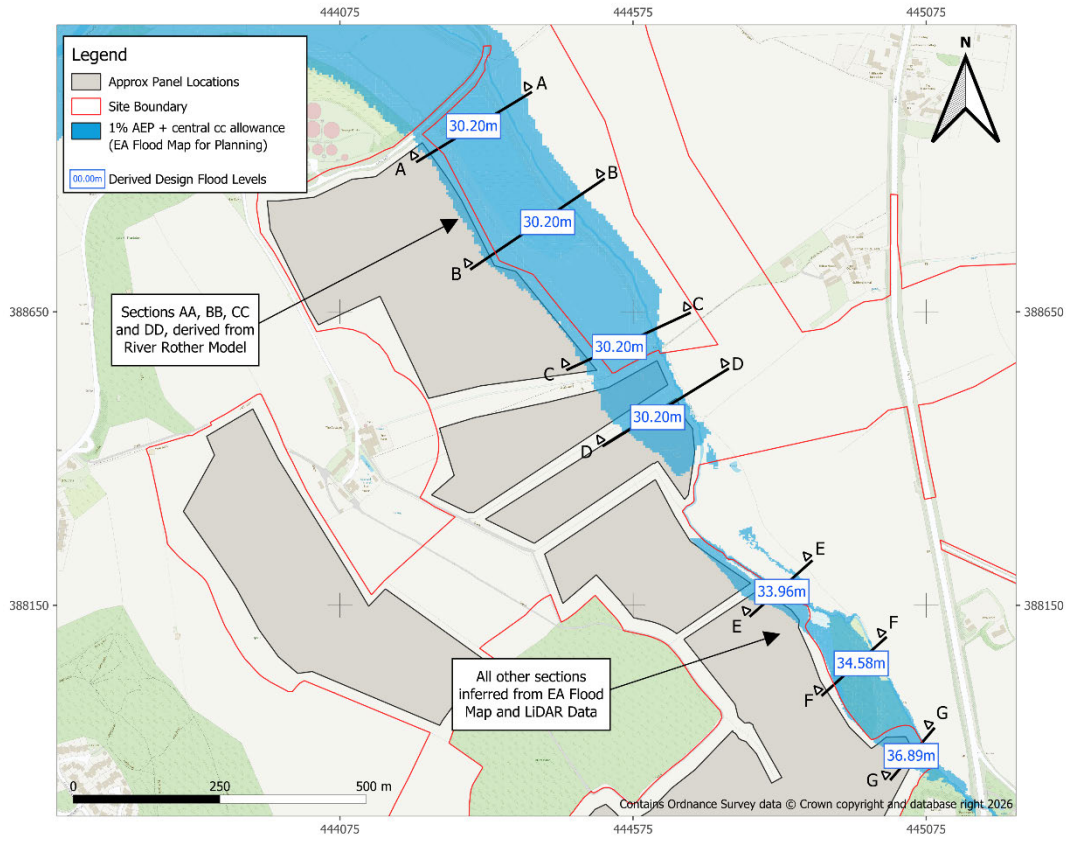 444075
444575
445075
Legend
Approx Panel Locations
Site Boundary
1% AEP + central cc allowance
(EA Flood Map for Planning)
00.00m
Derived Design Flood Levels
N
A
30.20m
A
B
30.20m
B
Sections AA, BB, CC
and DD, derived from
River Rother Model
388650
388650
C
30.20m
C
D
30.20m
D
E
33.96m
E
388150
388150
F
34.58m
F
All other sections
inferred from EA Flood
Map and LiDAR Data
G
36.89m
G
0
250
500 m
Contains Ordnance Survey data © Crown copyright and database right 2026
444075
444575
445075